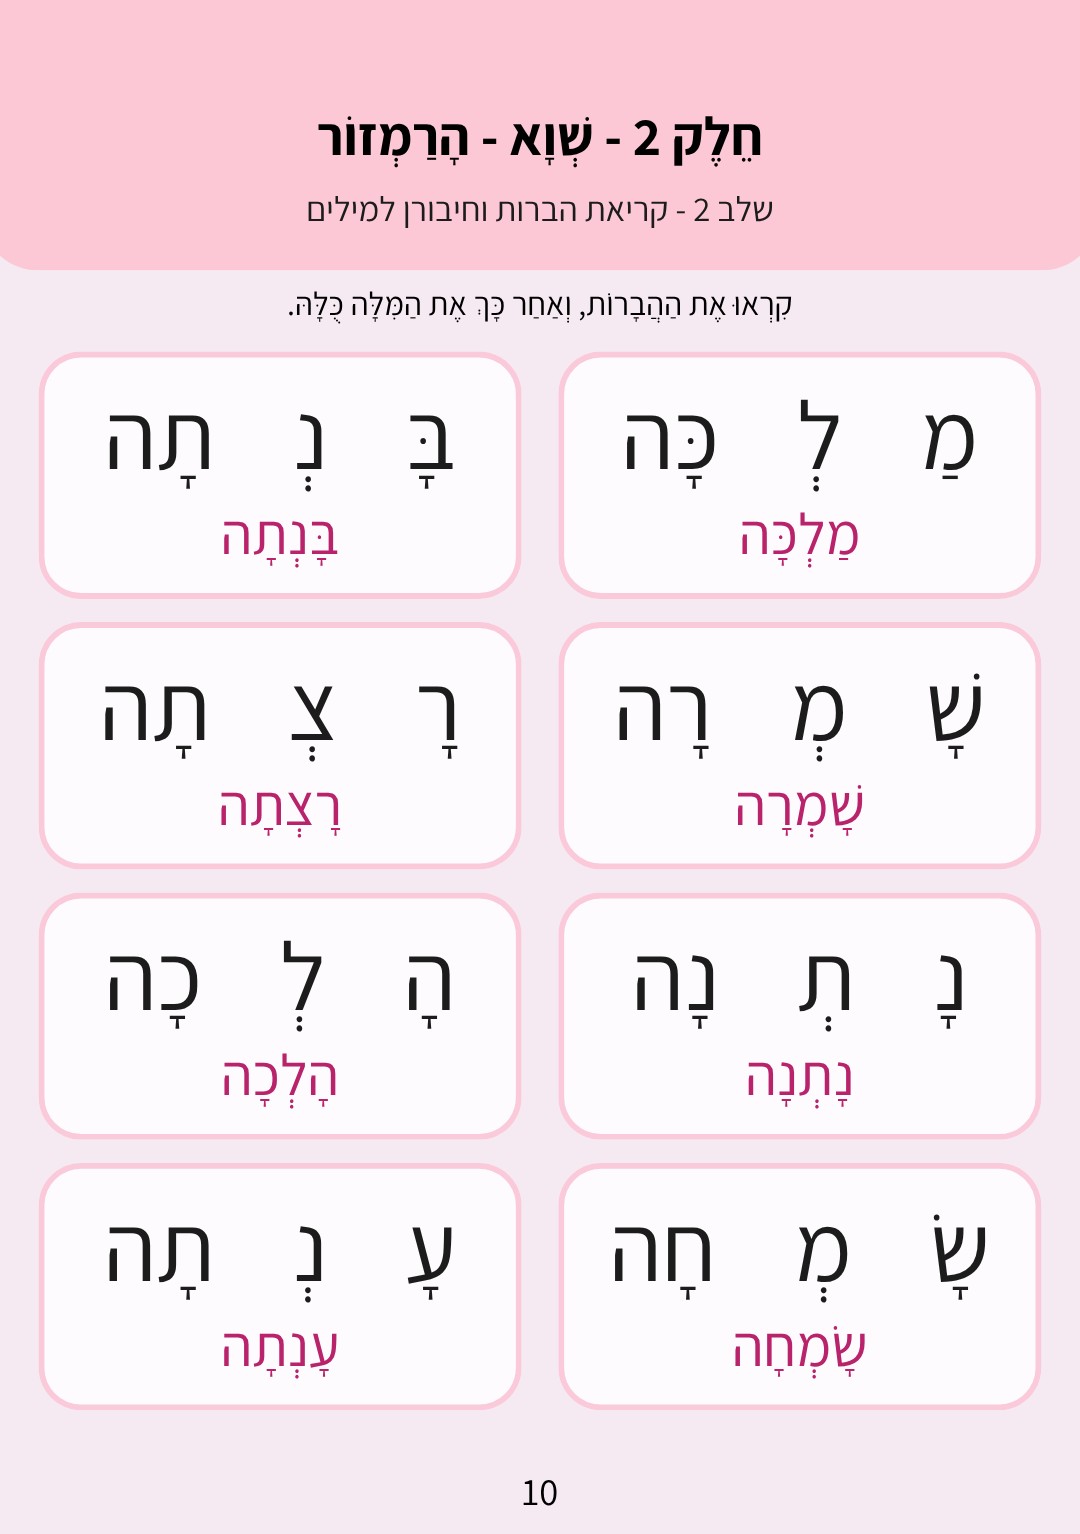 חֵלֶק 2 - שְׁוָא - הָרַמְזוֹר
שלב 2 - קריאת הברות וחיבורן למילים
קִרְאוּ אֶת הַהֲבָרוֹת, וְאַחַר כָּךְ אֶת הַמִּלָּה כֻּלָּהּ.
מַ לְ כָּה
מַלְכָּה
בָּ נְ תָה
בָּנְתָה
שָׁ מְ רָה
שָׁמְרָה
רָ צְ תָה
רָצְתָה
נָ תְ נָה
נָתְנָה
הָ לְ כָה
הָלְכָה
שָׂ מְ חָה
שָׂמְחָה
עָ נְ תָה
עָנְתָה
10